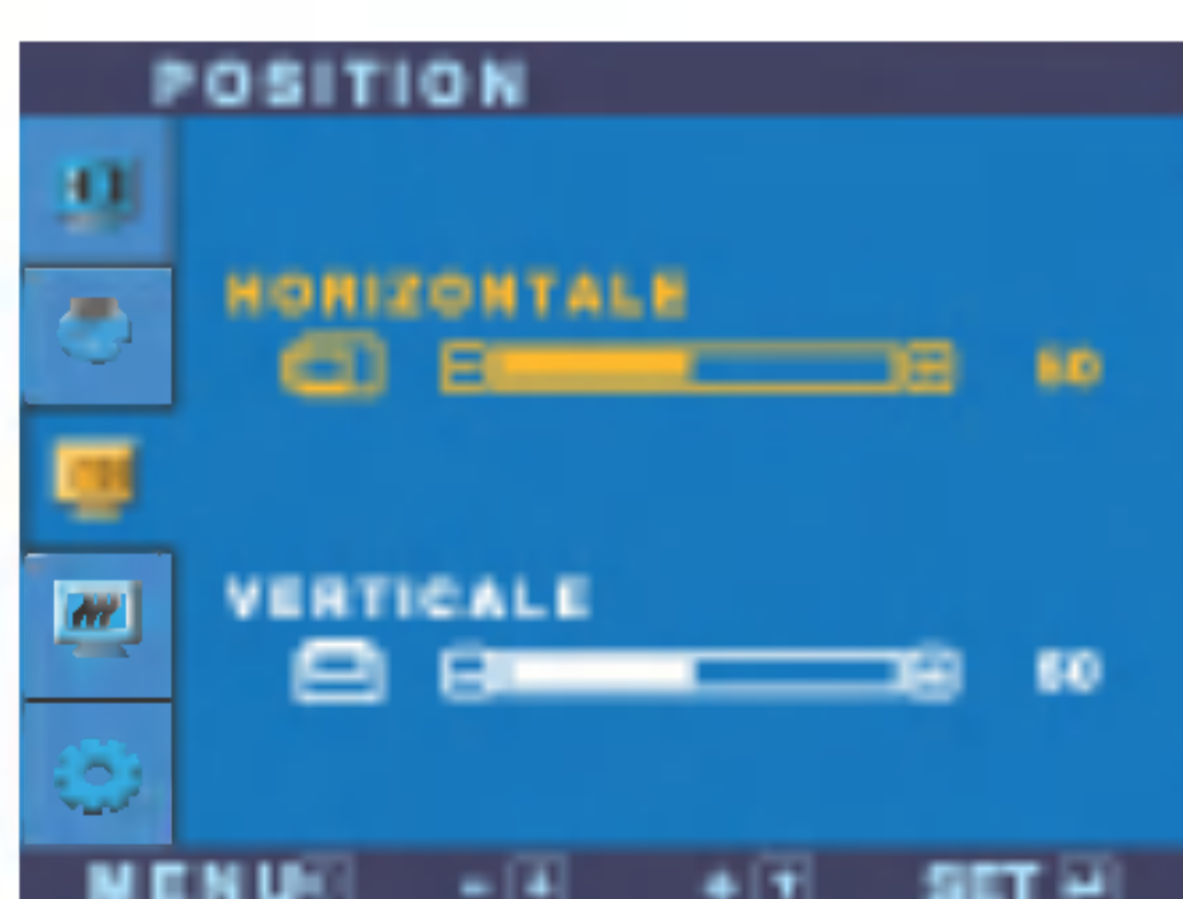 POSITION
HORIZONTALE
50
VERTICALE
50
MENU - + SET